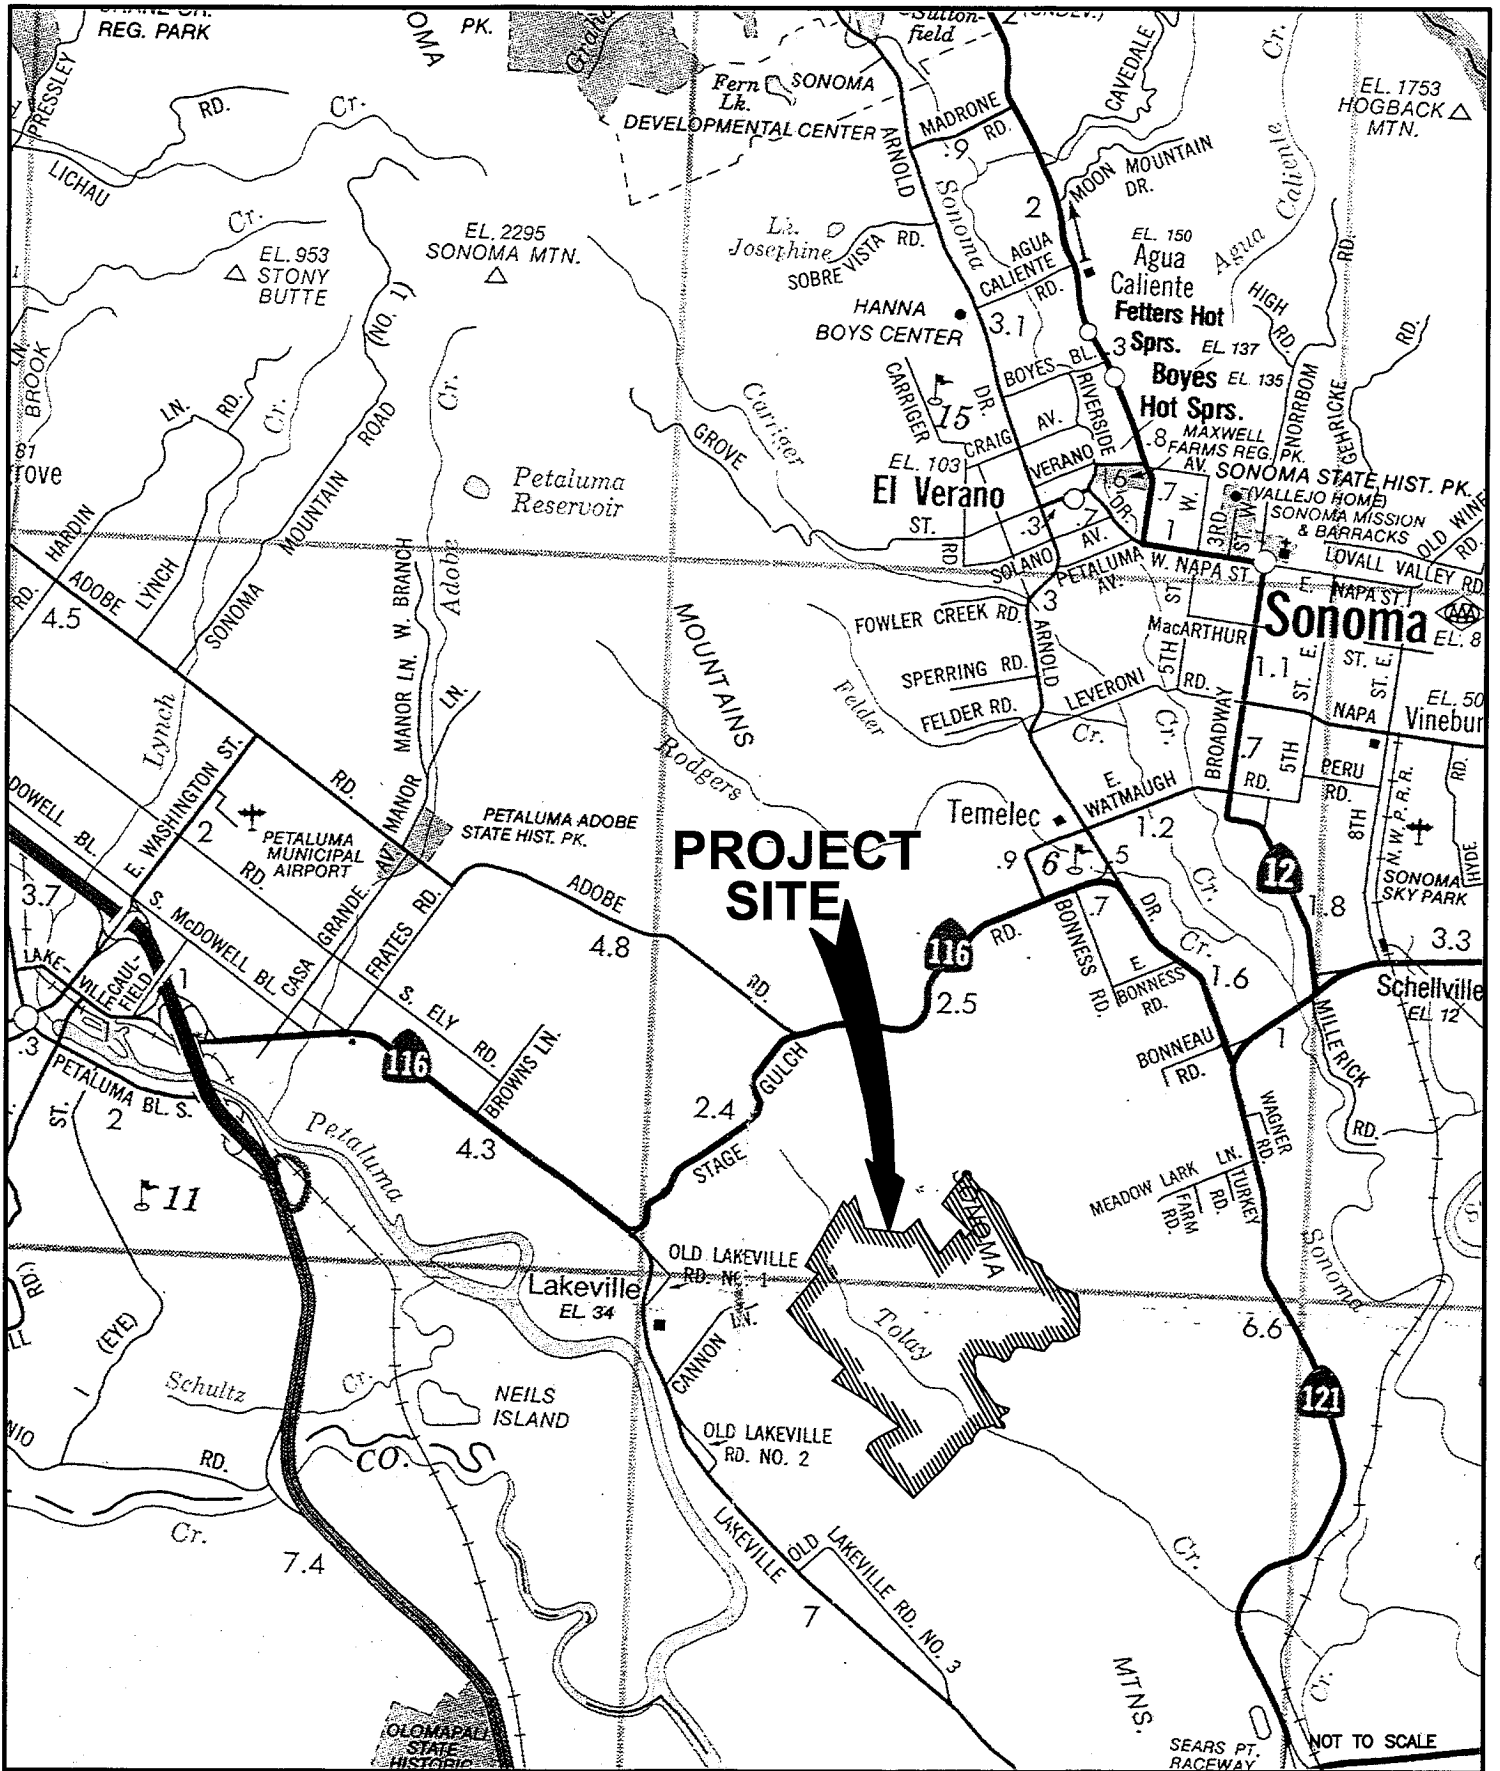 REG. PARK
OMA
PK.
Sutton-
field
PRESSLEY
RD.
Cr.
LICHAU
Cr.
EL. 953
STONY
BUTTE
EL. 2295
SONOMA MTN.
(NO. 1)
Fern
Lk.
SONOMA
DEVELOPMENTAL CENTER
ARNOLD
MADRONE
RD.
.9
CAVEDALE
Cr.
EL. 1753
HOGBACK
MTN.
MOON MOUNTAIN
DR.
2
Sonoma
Lk.
Josephine
SOBRE VISTA RD.
AGUA
CALIENTE
RD.
EL. 150
Agua
Caliente
Agua
Caliente
HANNA
BOYS CENTER
3.1
Fetters Hot
Sprs. EL. 137
.3
Boyes EL. 135
Hot Sprs.
HIGH
RD.
RD.
RD.
NORRBOM
GEHRICKE
BOYES BL.
RIVERSIDE
CARRIGER
15
DR.
CRAIG
AV.
VERANO
AV.
.8
MAXWELL
FARMS REG. PK.
SONOMA STATE HIST. PK.
(VALLEJO HOME)
SONOMA MISSION
& BARRACKS
OLD WINE
RD.
LOVALL VALLEY RD
EL. 103
El Verano
ST.
RD
GROVE
Carriger
.6
.7
.3
.7
1
DR.
W.
3RD
ST. W.
SOLANO
AV.
PETALUMA
AV.
W. NAPA ST.
E.
NAPA ST.
Sonoma
EL. 8
BROOK
LN.
81
rove
LN.
RD.
Cr.
Cr.
Petaluma
Reservoir
HARDIN
RD.
ADOBE
4.5
LYNCH
SONOMA
MOUNTAIN
ROAD
MANOR LN. W. BRANCH
Adobe
LN.
MANOR
Lynch
MOUNTAINS
Rodgers
FOWLER CREEK RD.
3
ARNOLD
SPERRING RD.
FELDER RD.
Felder
LEVERONI
RD.
MacARTHUR
ST
5TH
1.1
ST. E.
ST.
ST. E.
NAPA
EL. 50
Vinebur
Cr.
Cr.
BROADWAY
.7
RD.
5TH
PERU
RD.
8TH
N.W.P.R.R.
RD.
HYDE
DOWELL
BL.
E. WASHINGTON ST.
2
PETALUMA
MUNICIPAL
AIRPORT
RD.
RD.
AV.
PETALUMA ADOBE
STATE HIST. PK.
Temelec
E.
WATMAUGH
1.2
.9
6
.5
.7
PROJECT
SITE
12
1.8
SONOMA
SKY PARK
3.3
3.7
S. McDOWELL BL.
CASA
GRANDE
FRATES RD.
ADOBE
4.8
RD.
LAKE-
VILLE
CAUL-
FIELD
1
S. ELY
RD.
BROWNS LN.
116
116
RD.
2.5
BONNESS
RD.
E.
BONNESS
RD.
DR.
Cr.
Cr.
1.6
Schellville
EL. 12
.3
PETALUMA BL. S.
2
ST.
Petaluma
4.3
2.4
STAGE
GULCH
BONNEAU
RD.
1
MILLERICK
RD.
WAGNER
RD.
11
MEADOW LARK LN.
FARM
RD.
TURKEY
RD.
SONOMA
OLD LAKEVILLE
RD. NO. 1
Lakeville
EL. 34
CANNON
LN.
Tolay
6.6
Sonoma
RD.)
(EYE)
I
Schultz
Cr.
NEILS
ISLAND
121
CO.
RD.
Cr.
OLD LAKEVILLE
RD. NO. 2
7.4
LAKEVILLE
OLD LAKEVILLE RD. NO. 3
7
Cr.
MTNS.
Cr.
OLOMPALI
STATE
HISTORIC
SEARS PT.
RACEWAY
NOT TO SCALE